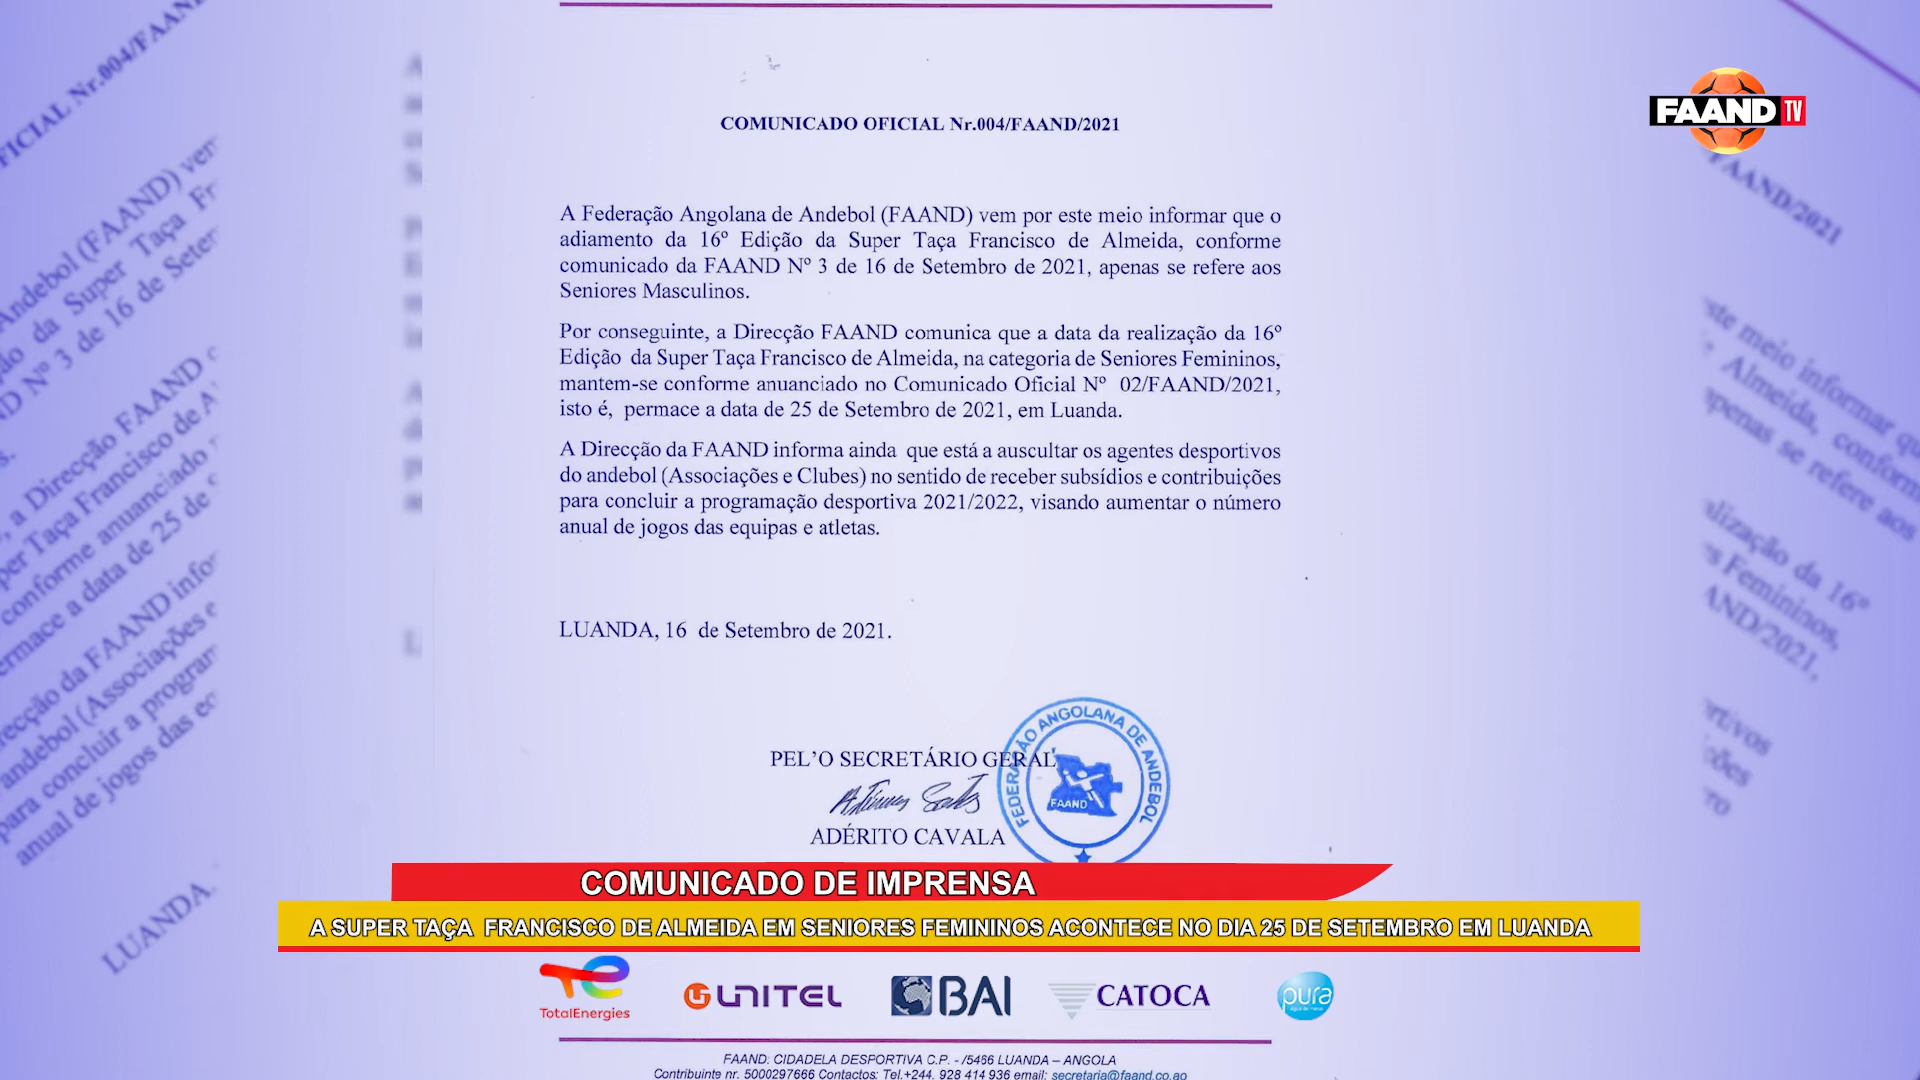 FAAND TV
COMUNICADO OFICIAL Nr.004/FAAND/2021
A Federação Angolana de Andebol (FAAND) vem por este meio informar que o
adiamento da 16º Edição da Super Taça Francisco de Almeida, conforme
comunicado da FAAND Nº 3 de 16 de Setembro de 2021, apenas se refere aos
Seniores Masculinos.
Por conseguinte, a Direcção FAAND comunica que a data da realização da 16º
Edição da Super Taça Francisco de Almeida, na categoria de Seniores Femininos,
mantem-se conforme anuanciado no Comunicado Oficial Nº 02/FAAND/2021,
isto é, permace a data de 25 de Setembro de 2021, em Luanda.
A Direcção da FAAND informa ainda que está a auscultar os agentes desportivos
do andebol (Associações e Clubes) no sentido de receber subsídios e contribuições
para concluir a programação desportiva 2021/2022, visando aumentar o número
anual de jogos das equipas e atletas.
LUANDA, 16 de Setembro de 2021.
PEL'O SECRETÁRIO GERAL
ADÉRITO CAVALA
FEDERAÇÃO ANGOLANA DE ANDEBOL
FAAND
COMUNICADO DE IMPRENSA
A SUPER TAÇA FRANCISCO DE ALMEIDA EM SENIORES FEMININOS ACONTECE NO DIA 25 DE SETEMBRO EM LUANDA
TotalEnergies
UNITEL
BAI
CATOCA
pura
FAAND: CIDADELA DESPORTIVA C.P. - /5466 LUANDA – ANGOLA
Contribuinte nr. 5000297666 Contactos: Tel.+244. 928 414 936 email: secretaria@faand.co.ao